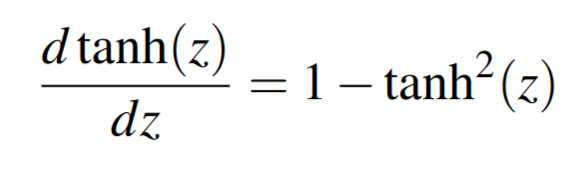 d tanh(z)/dz = 1 − tanh²(z)